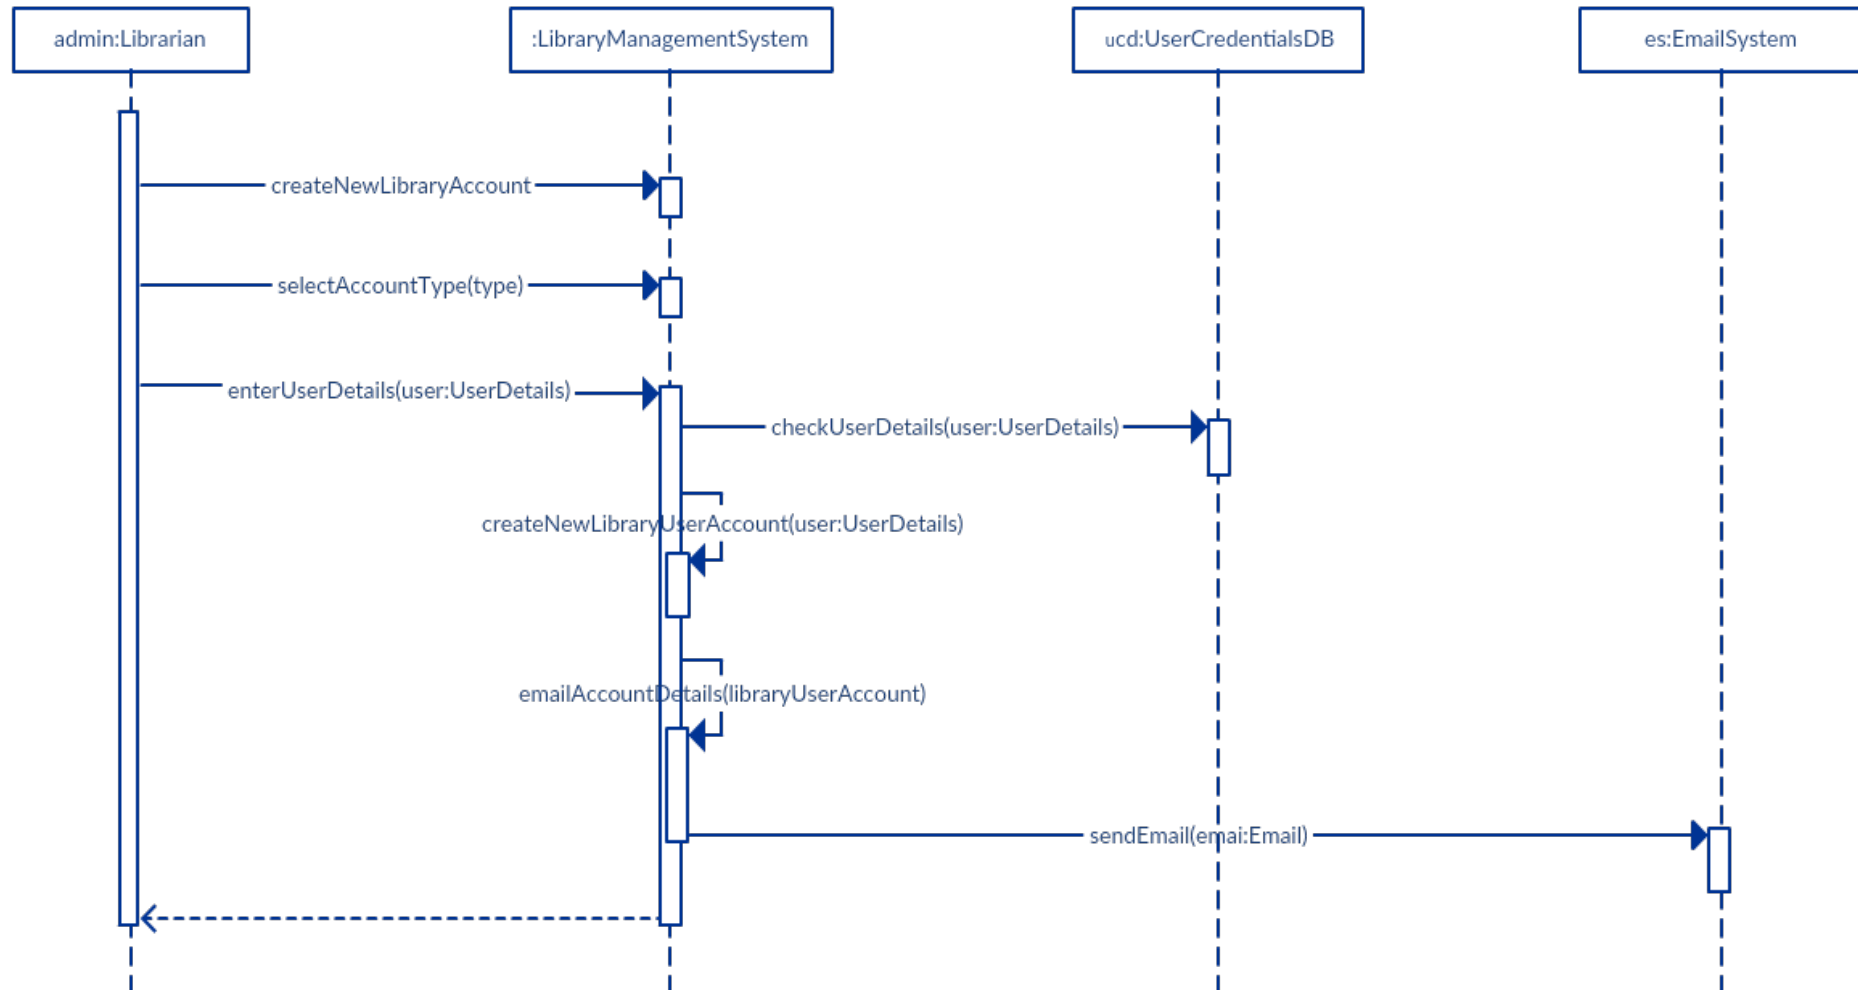 admin:Librarian
:LibraryManagementSystem
ucd:UserCredentialsDB
es:EmailSystem
createNewLibraryAccount
selectAccountType(type)
enterUserDetails(user:UserDetails)
checkUserDetails(user:UserDetails)
createNewLibraryUserAccount(user:UserDetails)
emailAccountDetails(libraryUserAccount)
sendEmail(emai:Email)